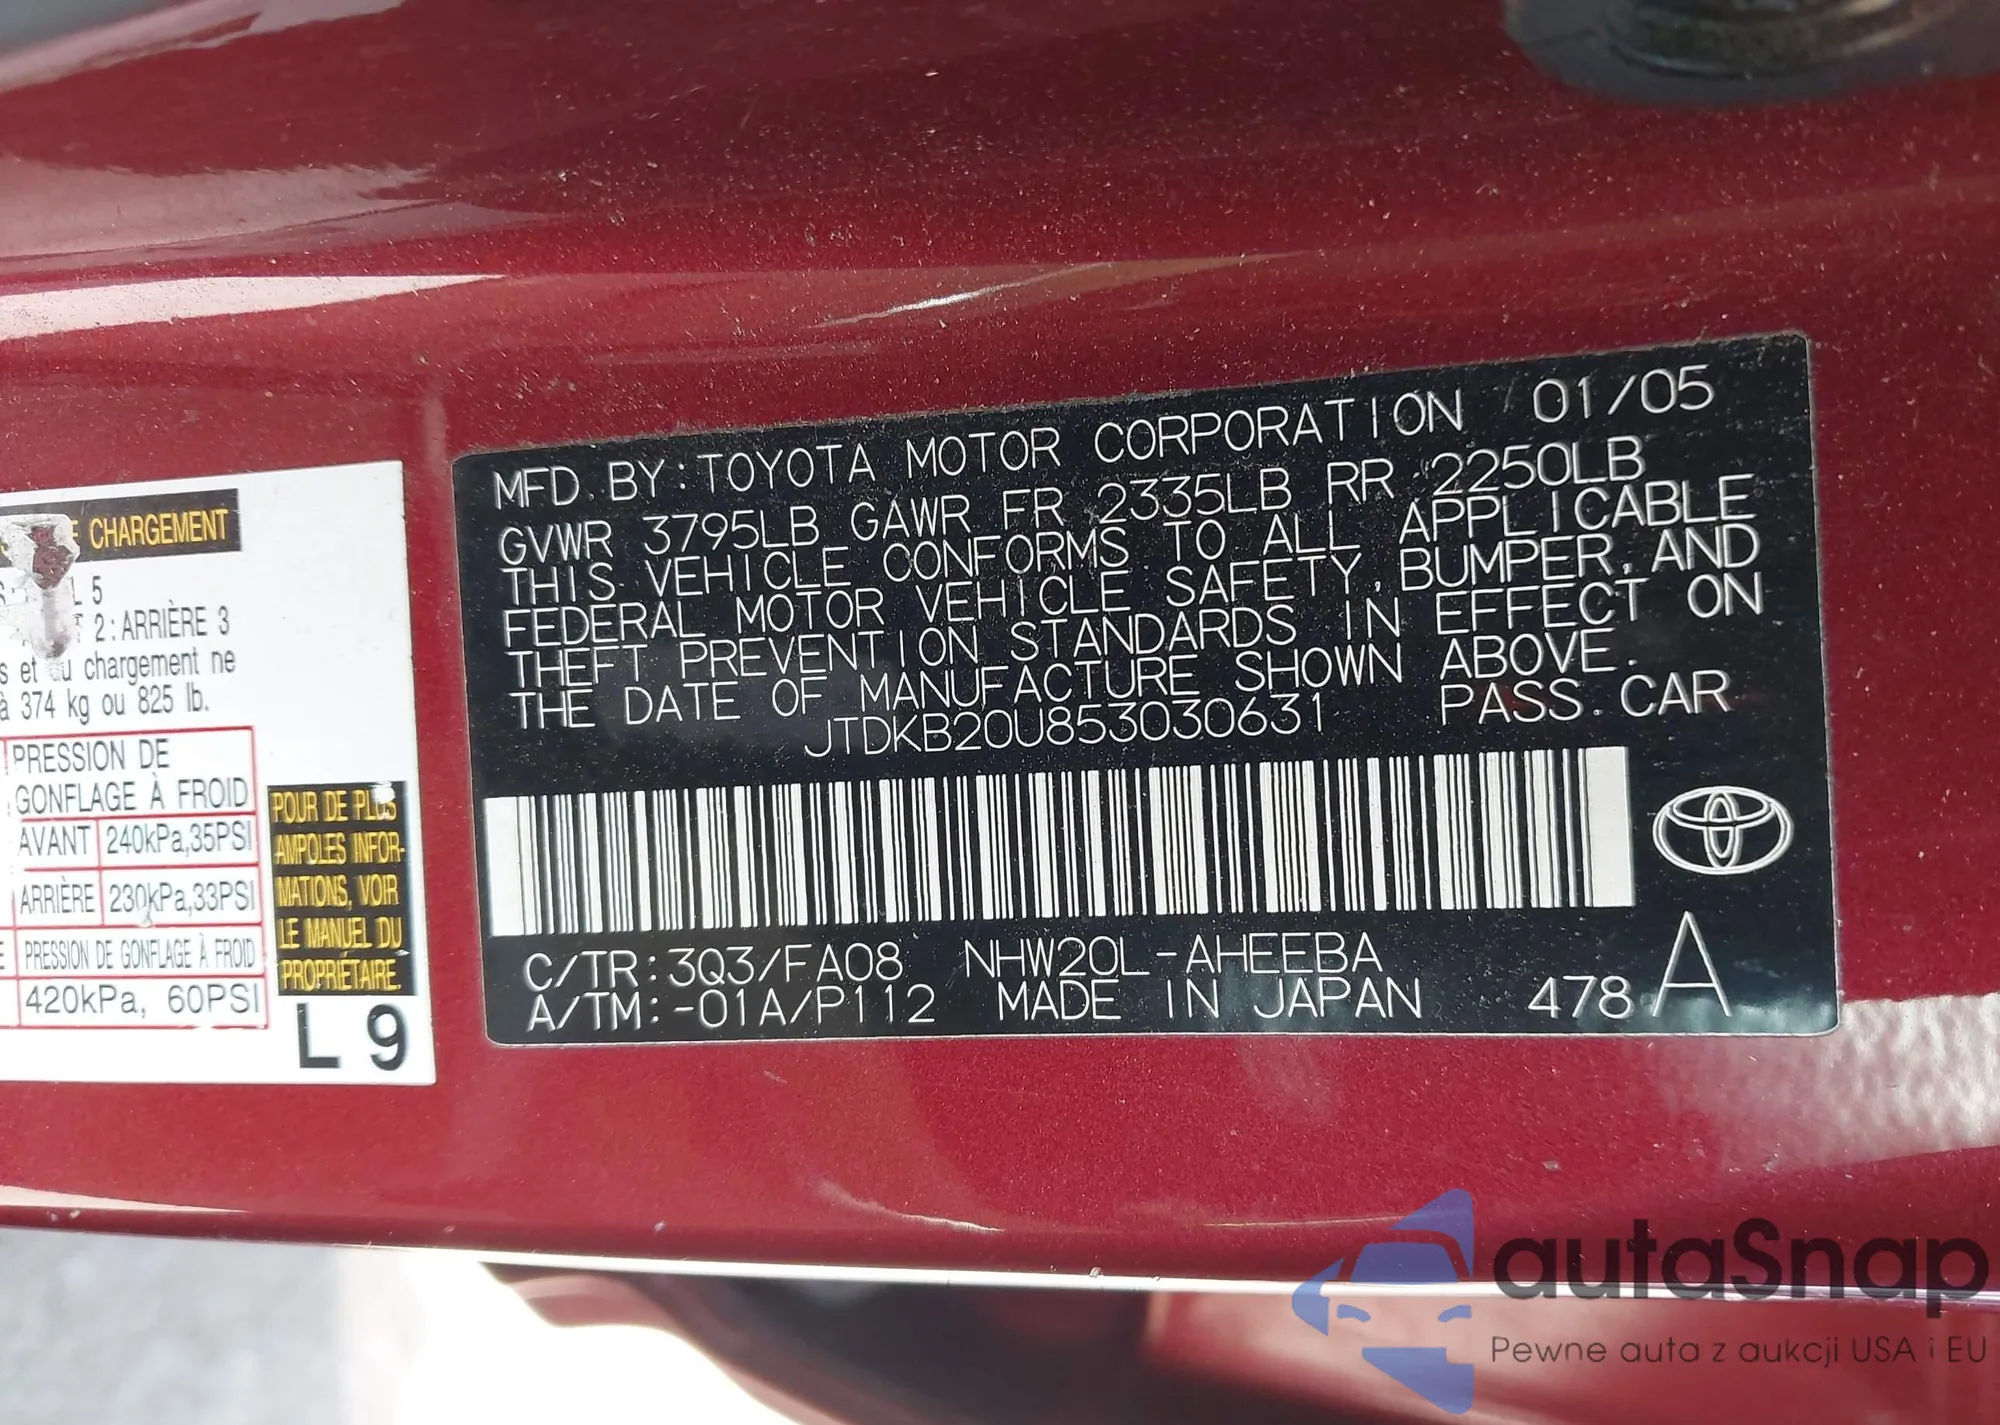 CHARGEMENT
L 5
2 : ARRIÈRE 3
s et du chargement ne
à 374 kg ou 825 lb.
PRESSION DE
GONFLAGE À FROID
AVANT 240kPa,35PSI
ARRIÈRE 230kPa,33PSI
PRESSION DE GONFLAGE À FROID
420kPa, 60PSI
POUR DE PLUS
AMPOLES INFOR-
MATIONS, VOIR
LE MANUEL DU
PROPRIÉTAIRE.
L 9
MFD. BY: TOYOTA MOTOR CORPORATION 01/05
GVWR 3795LB GAWR FR 2335LB RR 2250LB
THIS VEHICLE CONFORMS TO ALL APPLICABLE
FEDERAL MOTOR VEHICLE SAFETY, BUMPER, AND
THEFT PREVENTION STANDARDS IN EFFECT ON
THE DATE OF MANUFACTURE SHOWN ABOVE.
JTDKB20U853030631 PASS. CAR
C/TR: 3Q3/FA08 NHW20L-AHEEBA
A/TM: -01A/P112 MADE IN JAPAN 478 A
autaSnap
Pewne auta z aukcji USA i EU